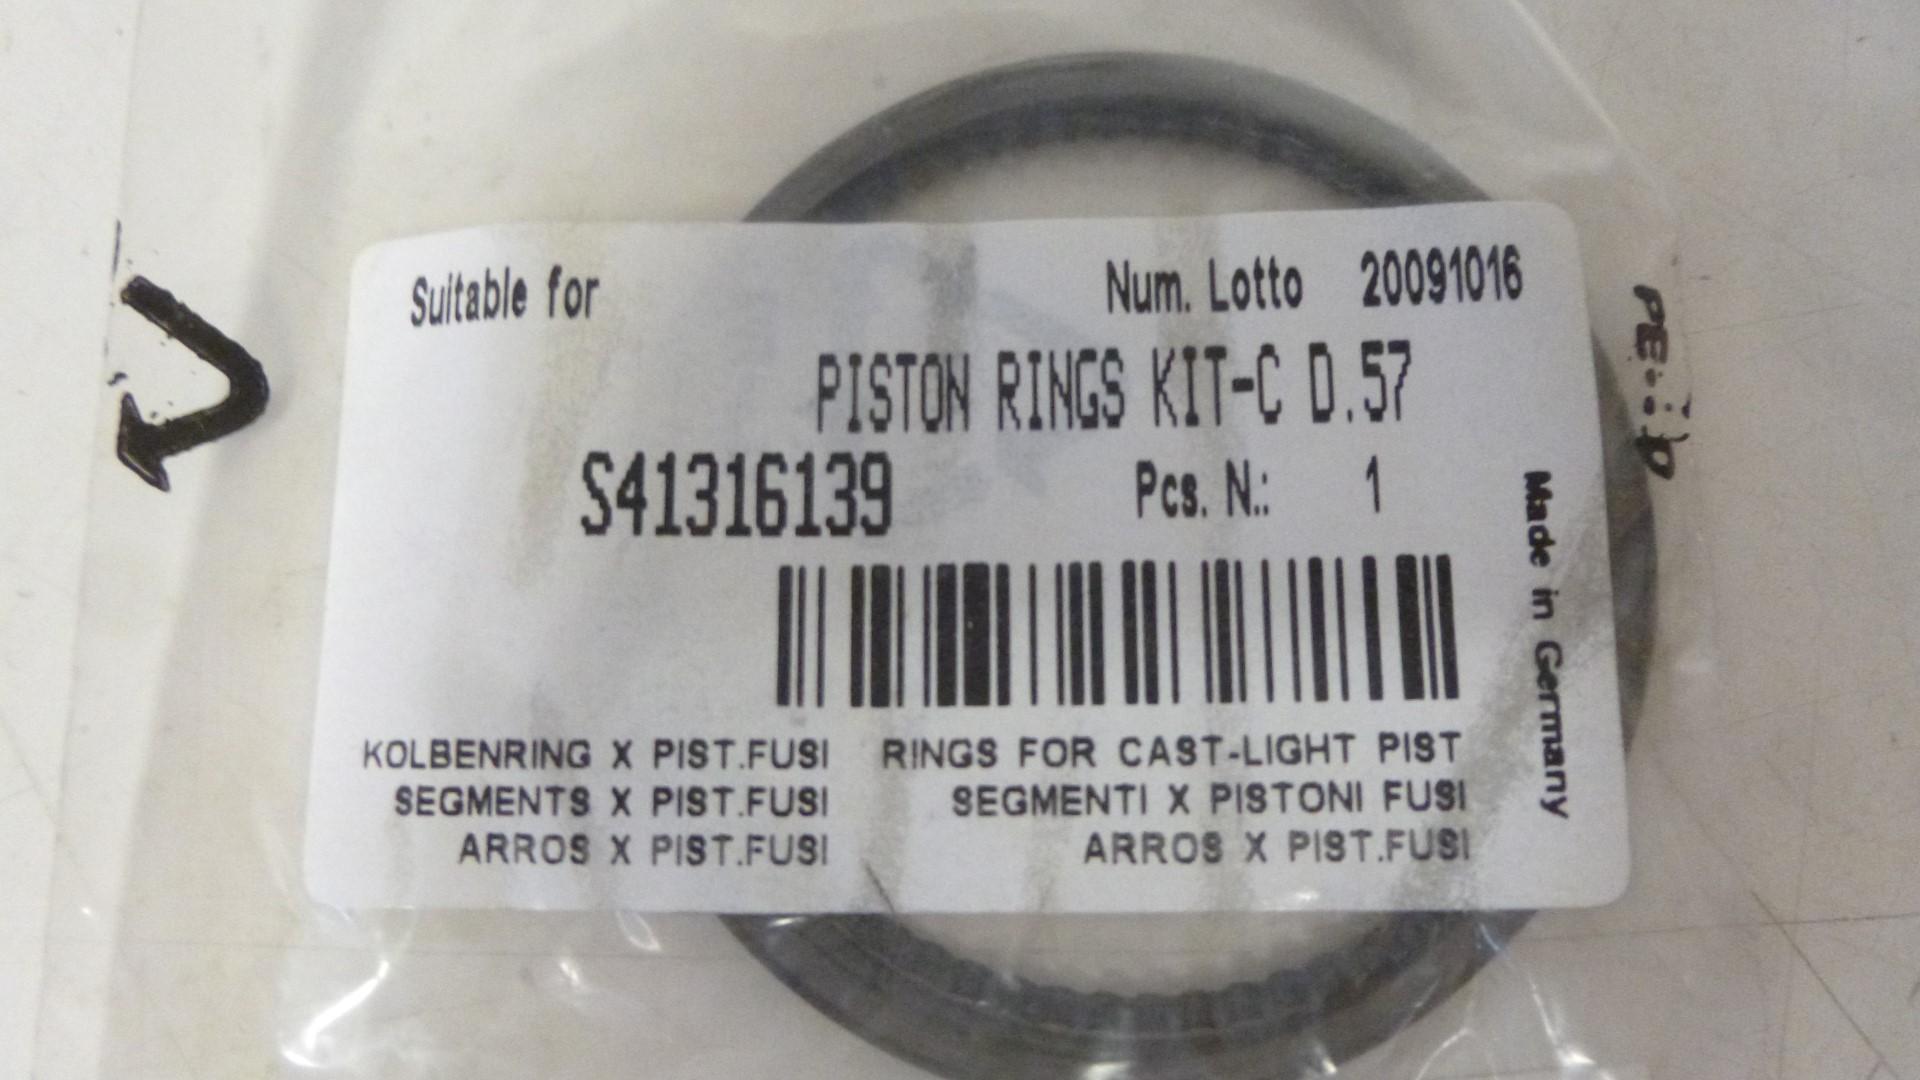 Suitable for Num. Lotto 20091016
PISTON RINGS KIT-C D.57
S41316139 Pcs. N.: 1
KOLBENRING X PIST.FUSI RINGS FOR CAST-LIGHT PIST
SEGMENTS X PIST.FUSI SEGMENTI X PISTONI FUSI
ARROS X PIST.FUSI ARROS X PIST.FUSI
Made in Germany